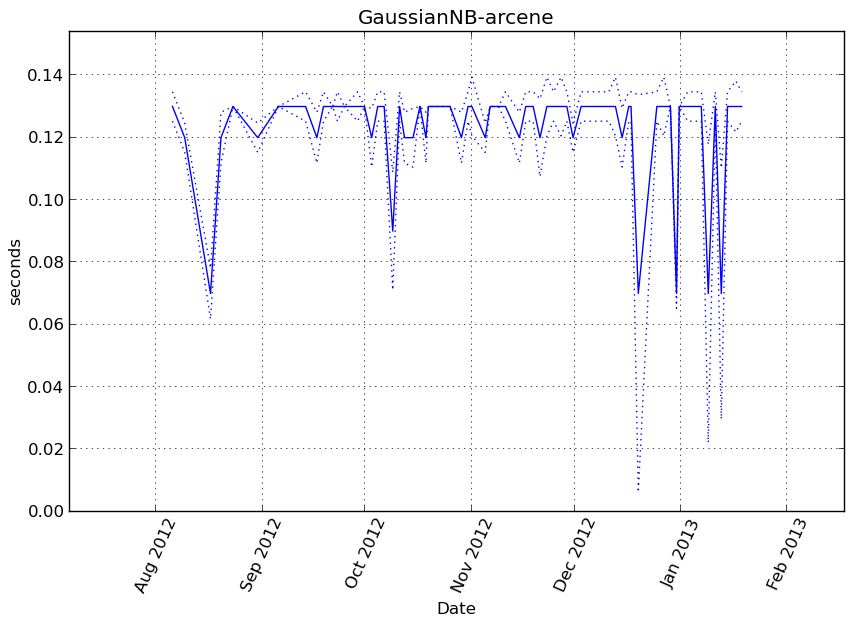 GaussianNB-arcene
0.14
0.12
0.10
0.08
0.06
0.04
0.02
0.00
seconds
Aug 2012
Sep 2012
Oct 2012
Nov 2012
Dec 2012
Jan 2013
Feb 2013
Date